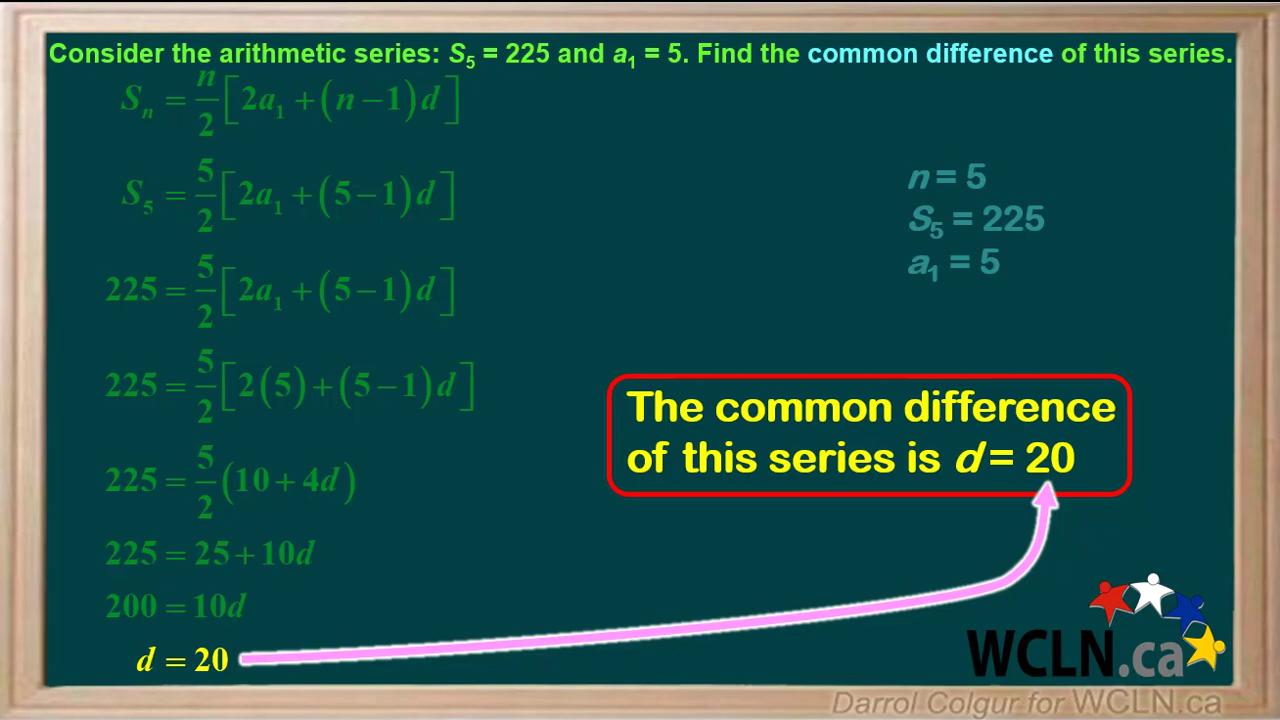 Consider the arithmetic series: S₅ = 225 and a₁ = 5. Find the common difference of this series.
Sₙ = n/2 [2a₁ + (n − 1)d]
S₅ = 5/2 [2a₁ + (5 − 1)d]
225 = 5/2 [2a₁ + (5 − 1)d]
225 = 5/2 [2(5) + (5 − 1)d]
225 = 5/2 (10 + 4d)
225 = 25 + 10d
200 = 10d
d = 20
n = 5
S₅ = 225
a₁ = 5
The common difference
of this series is d = 20
WCLN.ca
Darrol Colgur for WCLN.ca